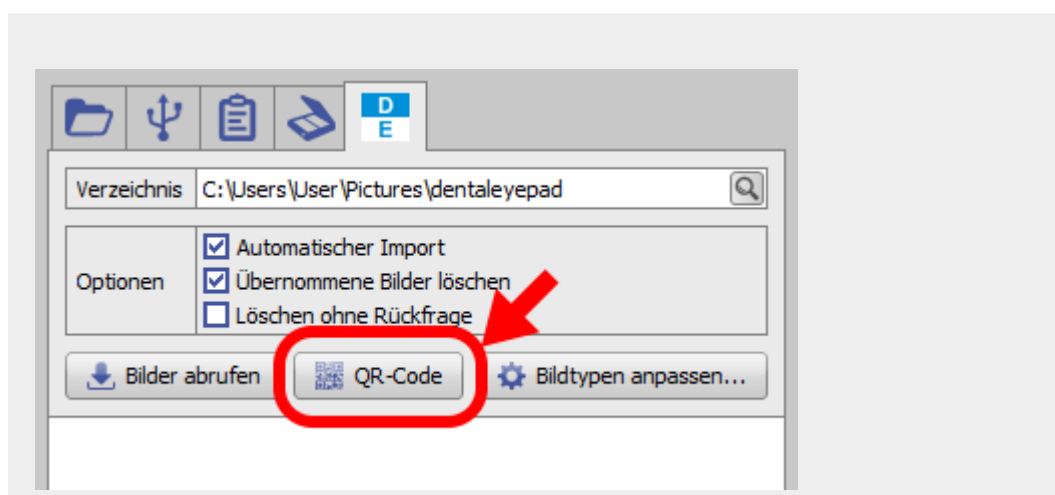 D
E
Verzeichnis C:\Users\User\Pictures\dentaleyepad
Automatischer Import
Optionen Übernommene Bilder löschen
Löschen ohne Rückfrage
Bilder abrufen QR-Code Bildtypen anpassen...